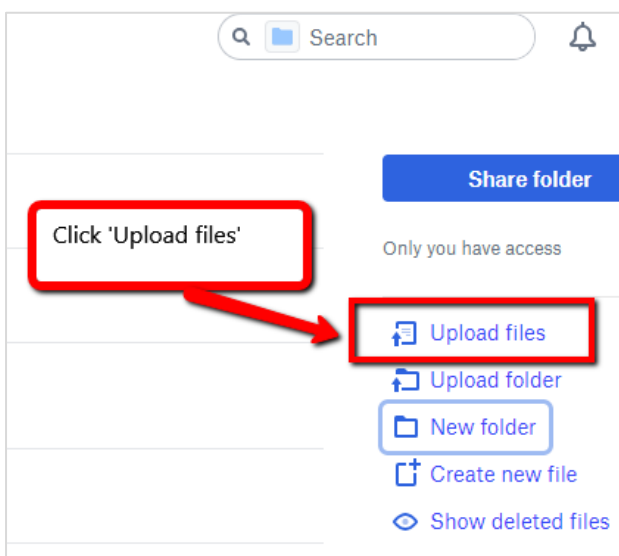 Search
Share folder
Click 'Upload files'
Only you have access
Upload files
Upload folder
New folder
Create new file
Show deleted files